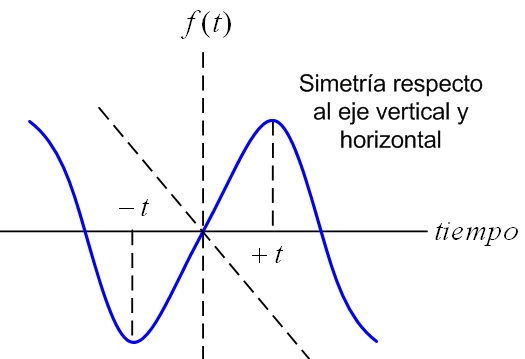 f(t)
Simetría respecto
al eje vertical y
horizontal
– t
tiempo
+ t